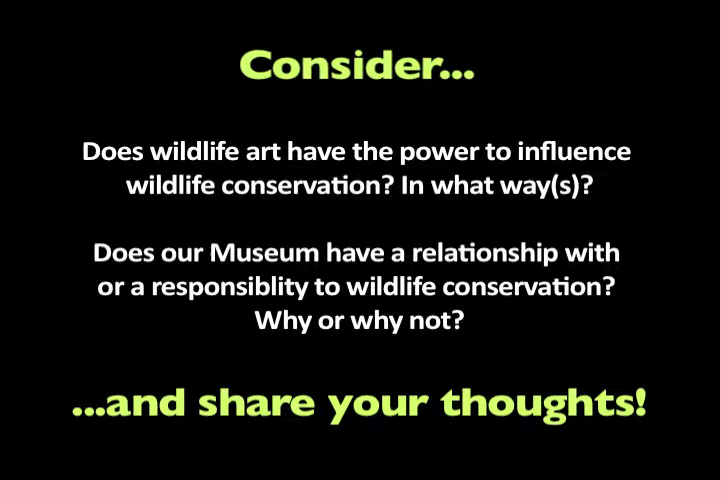 Consider...
Does wildlife art have the power to influence
wildlife conservation? In what way(s)?
Does our Museum have a relationship with
or a responsiblity to wildlife conservation?
Why or why not?
...and share your thoughts!